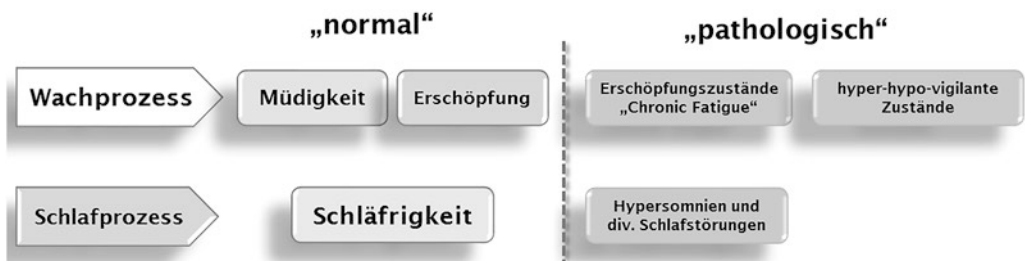 „normal“
„pathologisch“
Wachprozess
Müdigkeit
Erschöpfung
Erschöpfungszustände
„Chronic Fatigue“
hyper-hypo-vigilante
Zustände
Schlafprozess
Schläfrigkeit
Hypersomnien und
div. Schlafstörungen